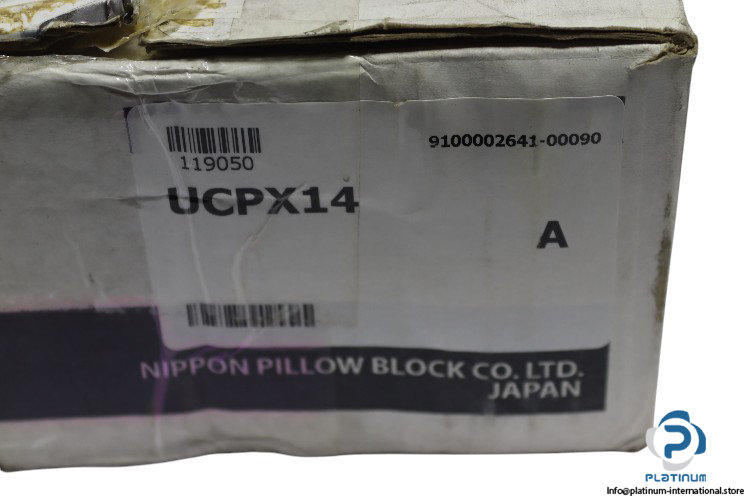 9100002641-00090
119050
UCPX14
A
NIPPON PILLOW BLOCK CO. LTD.
JAPAN
PLATINUM
Info@platinum-international.store